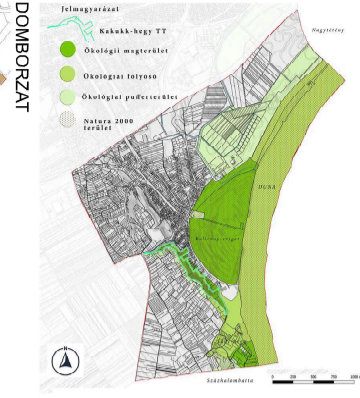 Jelmagyarázat
Kakukk-hegy TT
Ökológii magterület
Ökológiai folyosó
Ökológiai pufferterület
Natura 2000
terület
DOMBORZAT
Nagytétény
DUNA
Százhalombatta
N
0
250
500
750
1000 m